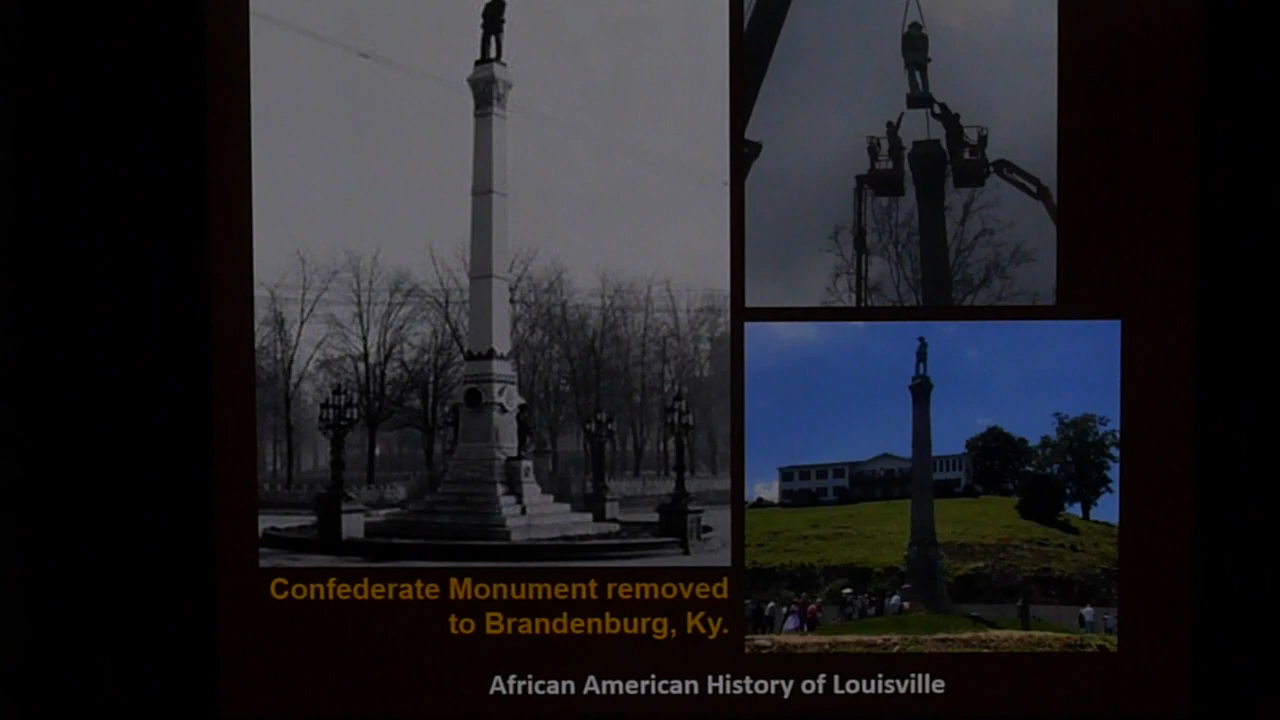 Confederate Monument removed
to Brandenburg, Ky.
African American History of Louisville